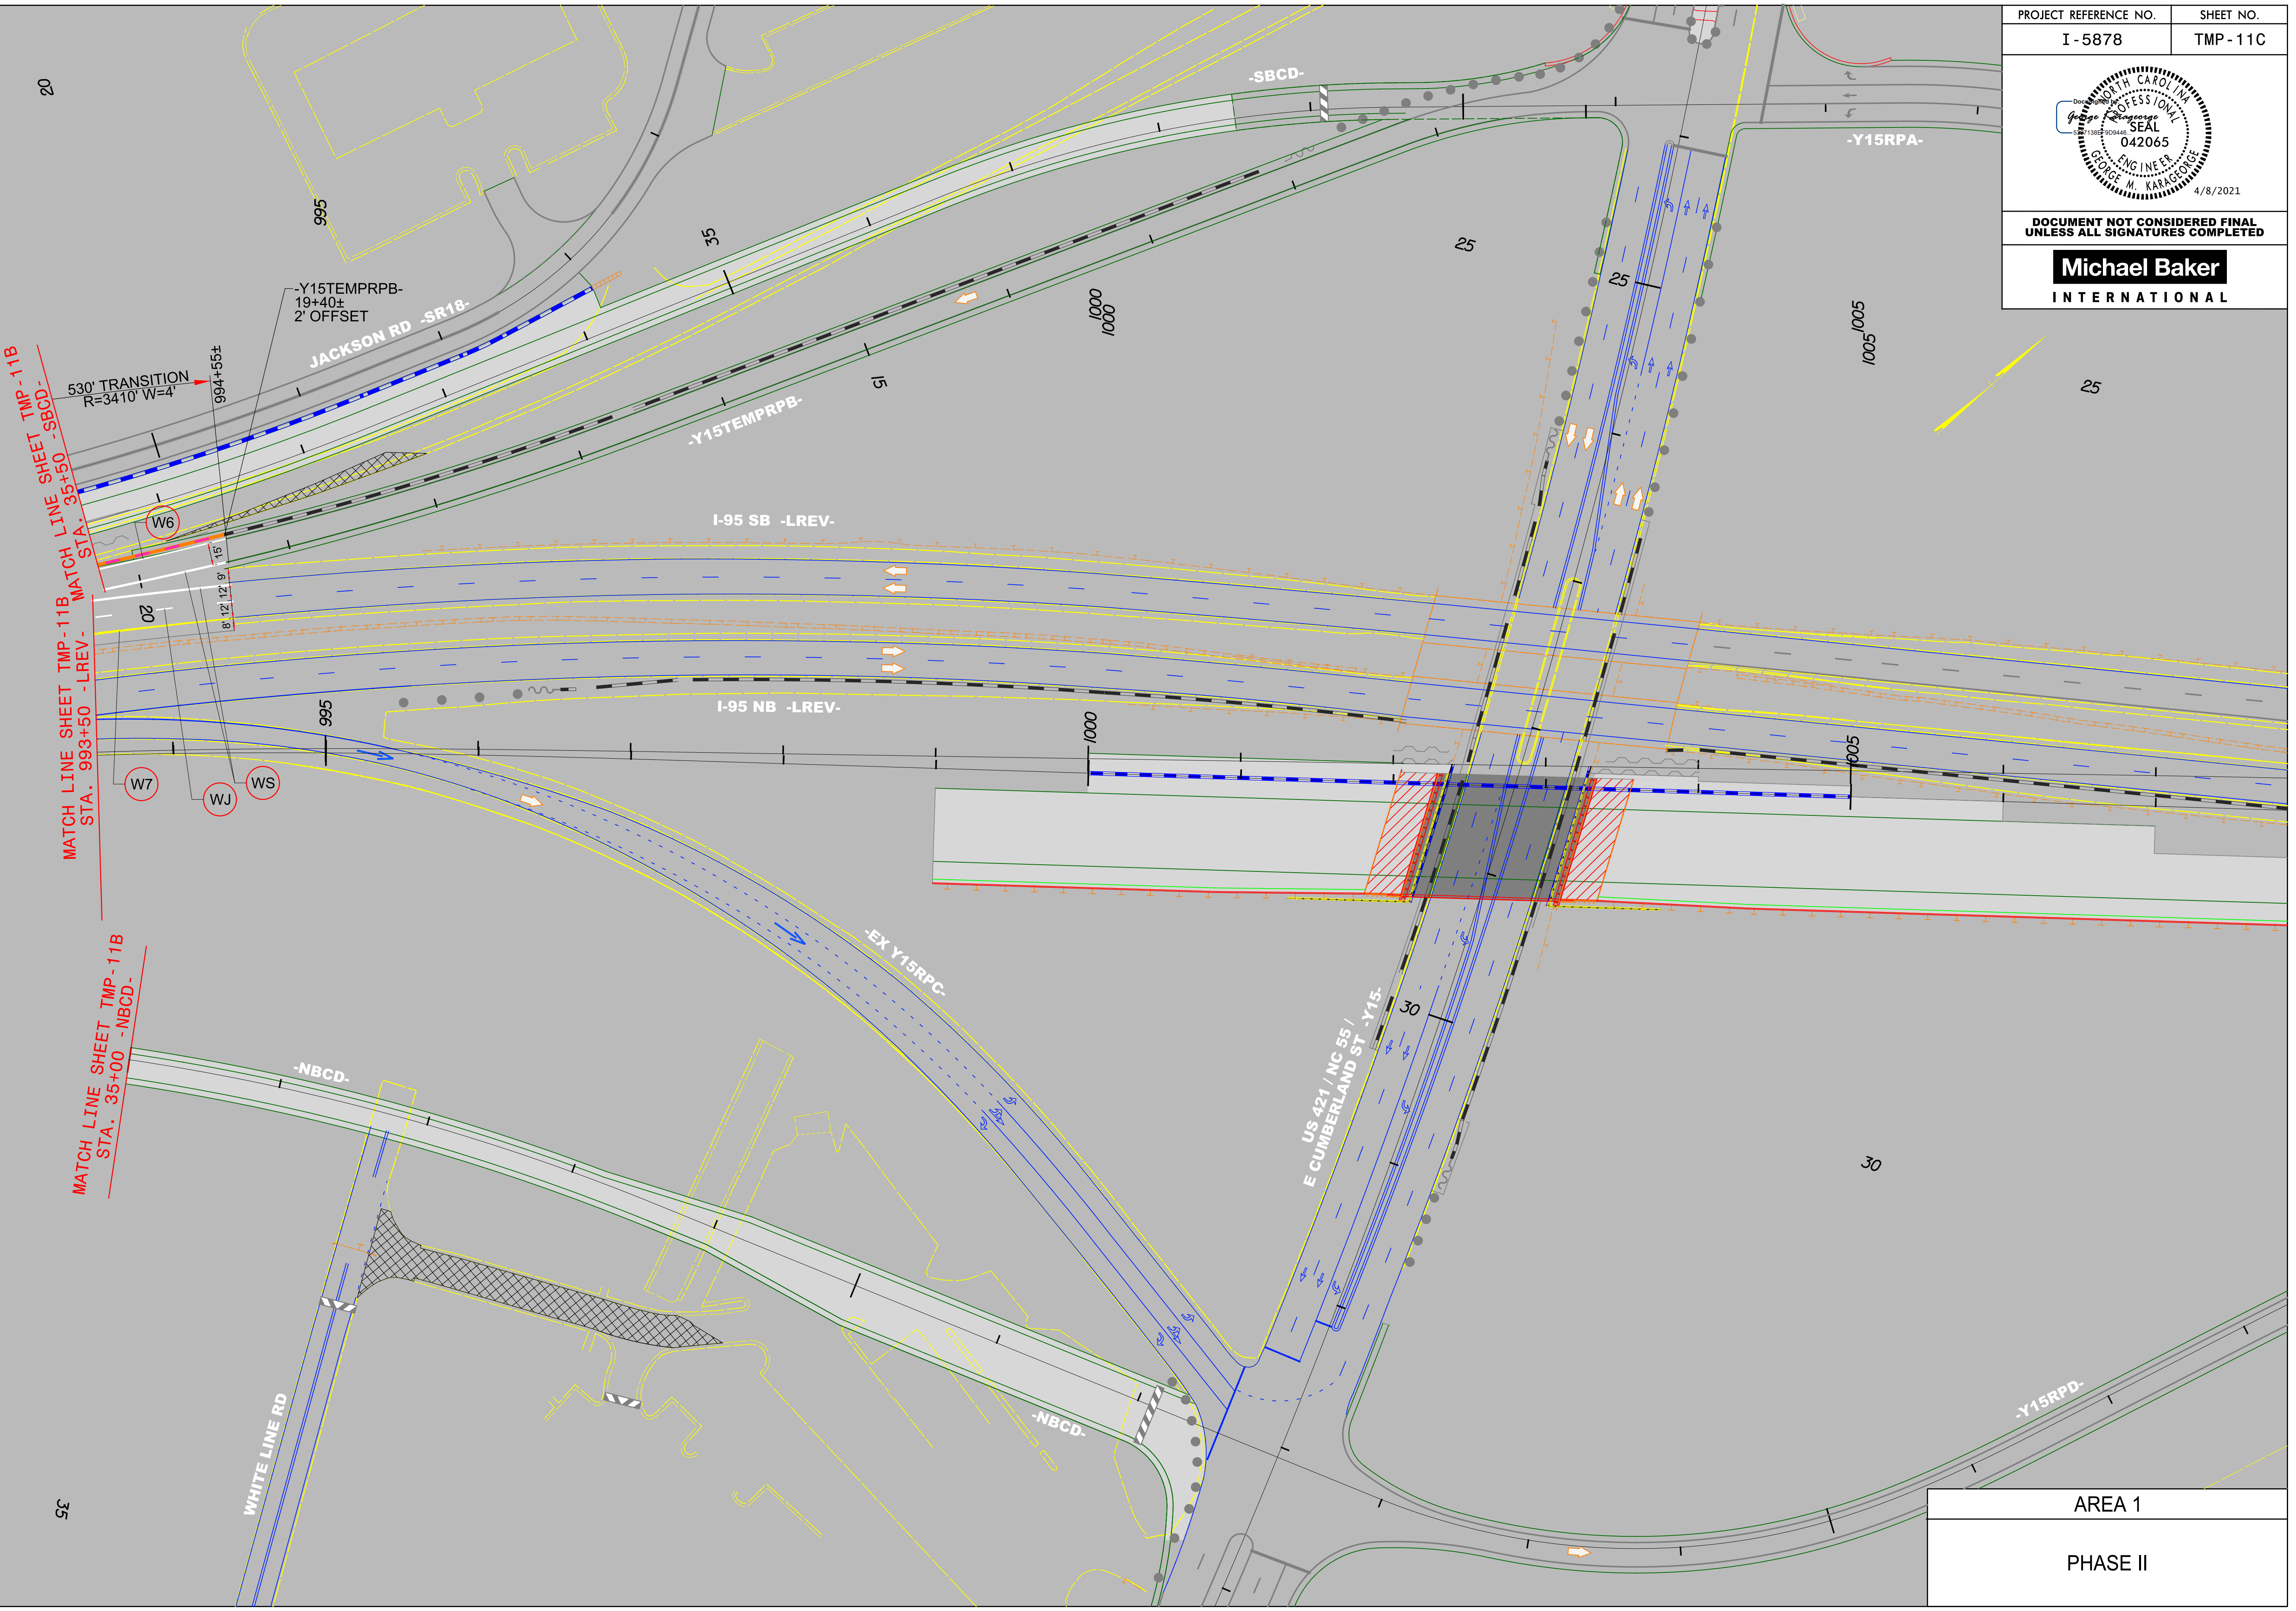 PROJECT REFERENCE NO.
SHEET NO.
I-5878
TMP-11C
NORTH CAROLINA
PROFESSIONAL
SEAL
042065
ENGINEER
GEORGE M. KARAGEORGE
George Karageorge
4/8/2021
DOCUMENT NOT CONSIDERED FINAL
UNLESS ALL SIGNATURES COMPLETED
Michael Baker
INTERNATIONAL
20
995
35
-SBCD-
-Y15RPA-
25
25
1000
1000
1005
1005
25
-Y15TEMPRPB-
19+40±
2' OFFSET
JACKSON RD -SR18-
530' TRANSITION
R=3410' W=4'
994+55±
MATCH LINE SHEET TMP-11B
STA. 35+50 -SBCD-
15
-Y15TEMPRPB-
W6
I-95 SB -LREV-
15'
9'
12'
12'
8'
20
MATCH LINE SHEET TMP-11B
STA. 9993+50 -LREV-
I-95 NB -LREV-
995
1000
1005
W7
WJ
WS
-EX Y15RPC-
MATCH LINE SHEET TMP-11B
STA. 35+00 -NBCD-
-NBCD-
30
US 421 / NC 55 /
E CUMBERLAND ST -Y15-
30
WHITE LINE RD
-NBCD-
-Y15RPD-
35
AREA 1
PHASE II